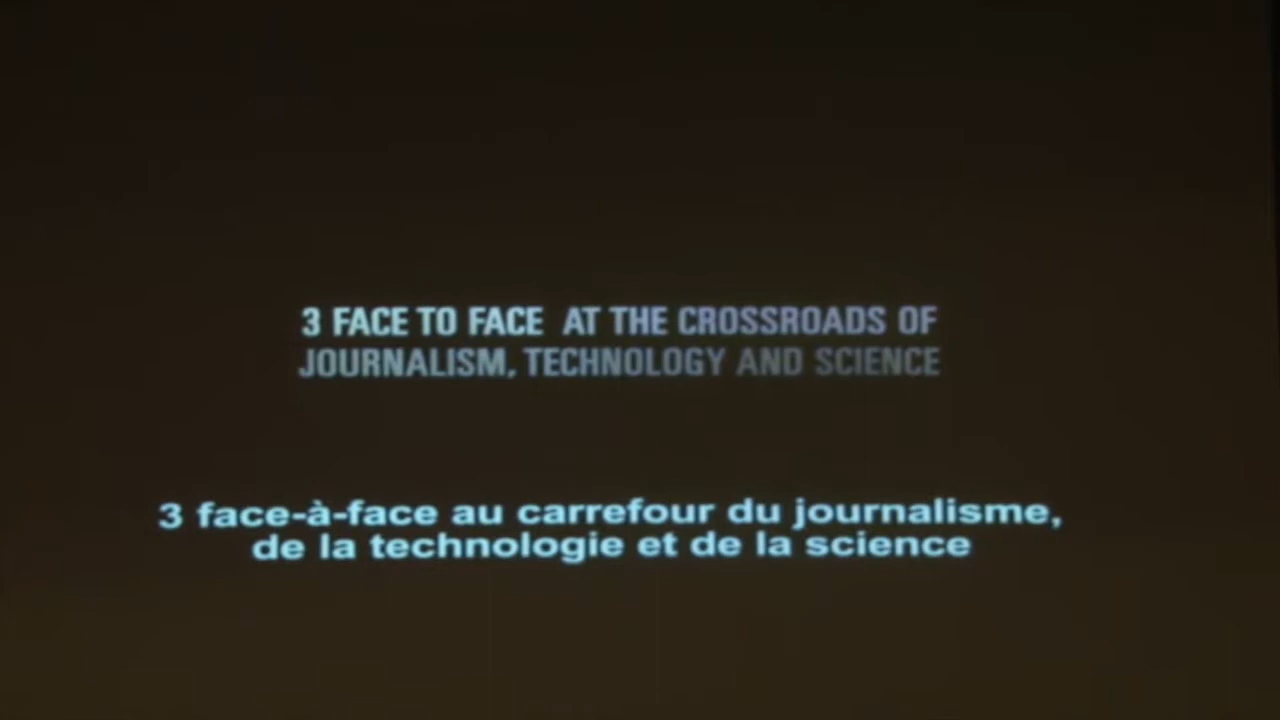 3 FACE TO FACE AT THE CROSSROADS OF
JOURNALISM, TECHNOLOGY AND SCIENCE
3 face-à-face au carrefour du journalisme,
de la technologie et de la science